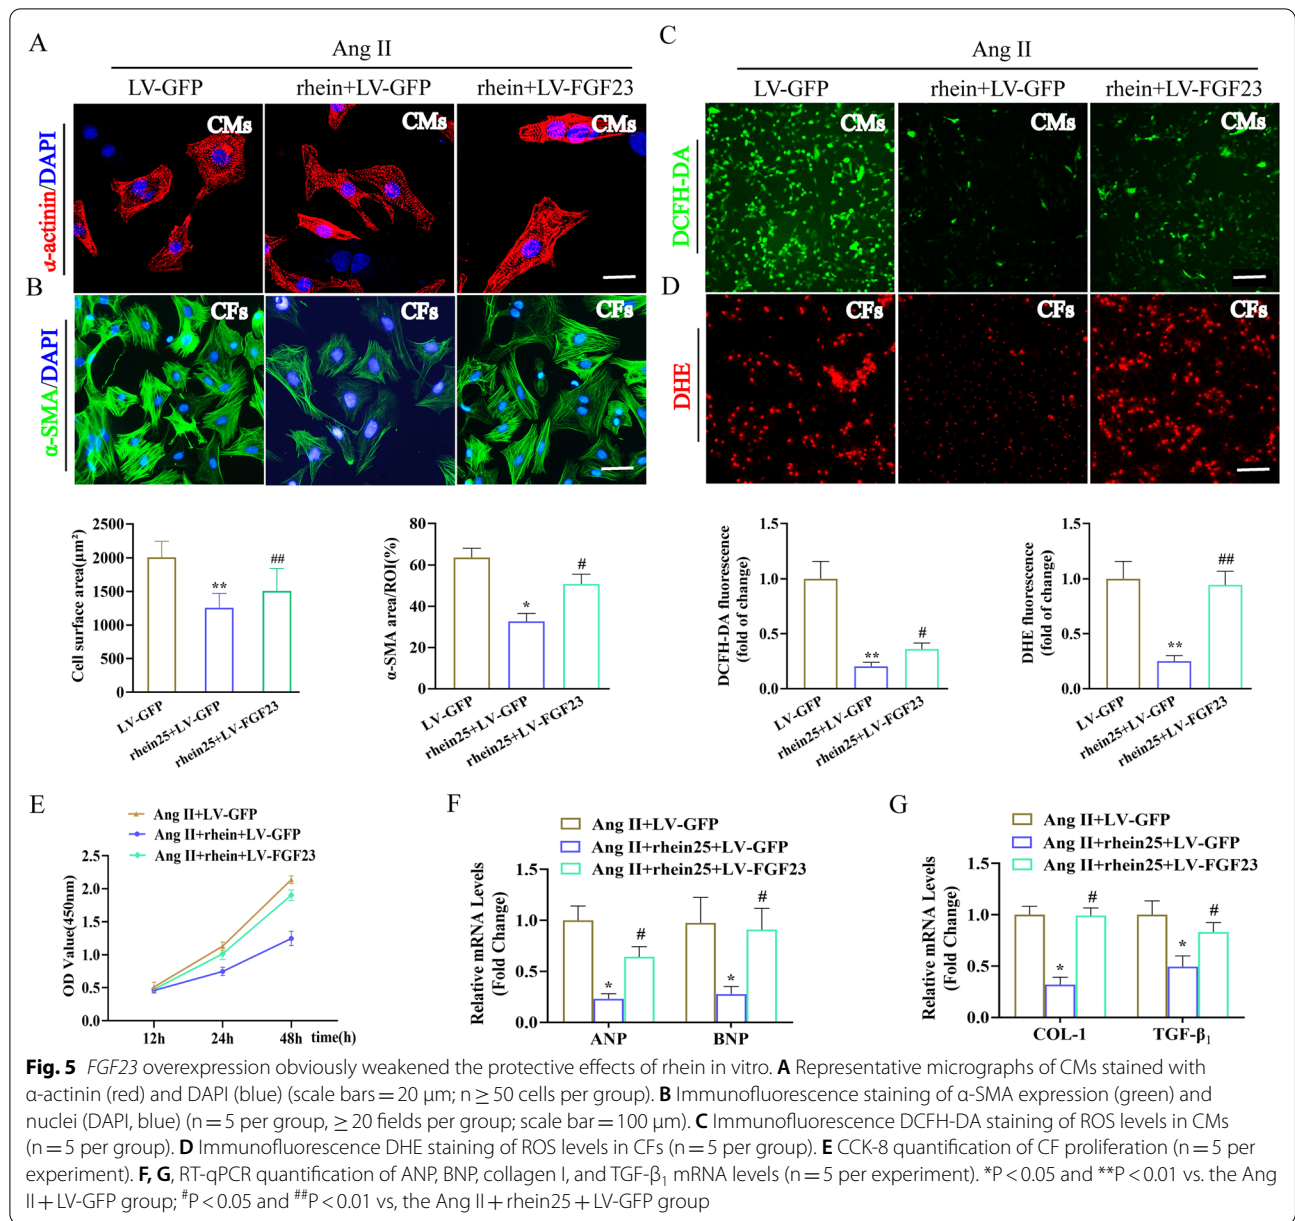 A
Ang II
LV-GFP rhein+LV-GFP rhein+LV-FGF23
α-actinin/DAPI
CMs CMs CMs
B
α-SMA/DAPI
CFs CFs CFs
C
Ang II
LV-GFP rhein+LV-GFP rhein+LV-FGF23
DCFH-DA
CMs CMs CMs
D
DHE
CFs CFs CFs
Cell surface area(µm²)
2500
2000
1500
1000
500
0
**
##
LV-GFP
rhein25+LV-GFP
rhein25+LV-FGF23
α-SMA area/ROI(%)
80
60
40
20
0
*
#
LV-GFP
rhein25+LV-GFP
rhein25+LV-FGF23
DCFH-DA fluorescence
(fold of change)
1.5
1.0
0.5
0.0
**
#
LV-GFP
rhein25+LV-GFP
rhein25+LV-FGF23
DHE fluorescence
(fold of change)
1.5
1.0
0.5
0.0
**
##
LV-GFP
rhein25+LV-GFP
rhein25+LV-FGF23
E
Ang II+LV-GFP
Ang II+rhein+LV-GFP
Ang II+rhein+LV-FGF23
OD Value(450nm)
2.5
2.0
1.5
1.0
0.5
0.0
12h 24h 48h time(h)
F
Ang II+LV-GFP
Ang II+rhein25+LV-GFP
Ang II+rhein25+LV-FGF23
Relative mRNA Levels
(Fold Change)
1.5
1.0
0.5
0.0
* # * #
ANP BNP
G
Ang II+LV-GFP
Ang II+rhein25+LV-GFP
Ang II+rhein25+LV-FGF23
Relative mRNA Levels
(Fold Change)
1.5
1.0
0.5
0.0
* # * #
COL-1 TGF-β₁
Fig. 5 FGF23 overexpression obviously weakened the protective effects of rhein in vitro. A Representative micrographs of CMs stained with
α-actinin (red) and DAPI (blue) (scale bars = 20 µm; n ≥ 50 cells per group). B Immunofluorescence staining of α-SMA expression (green) and
nuclei (DAPI, blue) (n = 5 per group, ≥ 20 fields per group; scale bar = 100 µm). C Immunofluorescence DCFH-DA staining of ROS levels in CMs
(n = 5 per group). D Immunofluorescence DHE staining of ROS levels in CFs (n = 5 per group). E CCK-8 quantification of CF proliferation (n = 5 per
experiment). F, G, RT-qPCR quantification of ANP, BNP, collagen I, and TGF-β₁ mRNA levels (n = 5 per experiment). *P < 0.05 and **P < 0.01 vs. the Ang
II + LV-GFP group; #P < 0.05 and ##P < 0.01 vs, the Ang II + rhein25 + LV-GFP group